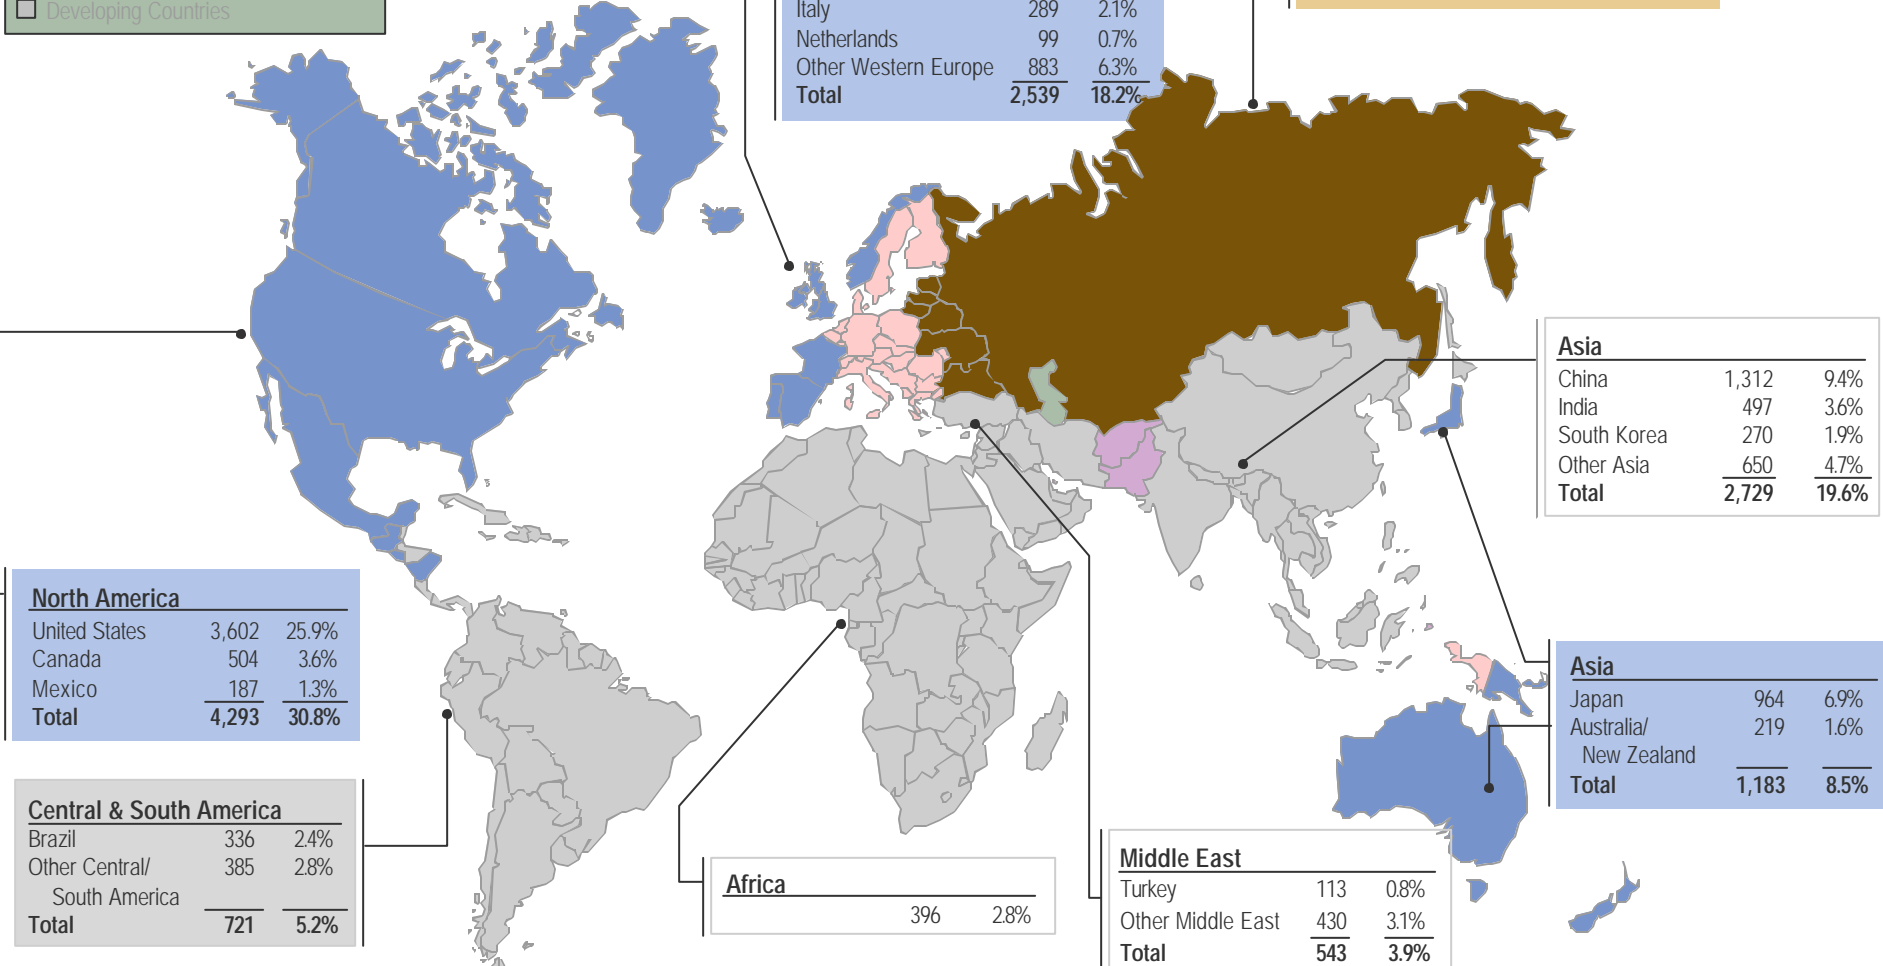 Developing Countries
Italy 289 2.1%
Netherlands 99 0.7%
Other Western Europe 883 6.3%
Total 2,539 18.2%
Asia
China 1,312 9.4%
India 497 3.6%
South Korea 270 1.9%
Other Asia 650 4.7%
Total 2,729 19.6%
North America
United States 3,602 25.9%
Canada 504 3.6%
Mexico 187 1.3%
Total 4,293 30.8%
Asia
Japan 964 6.9%
Australia/ 219 1.6%
New Zealand
Total 1,183 8.5%
Central & South America
Brazil 336 2.4%
Other Central/ 385 2.8%
South America
Total 721 5.2%
Africa
396 2.8%
Middle East
Turkey 113 0.8%
Other Middle East 430 3.1%
Total 543 3.9%